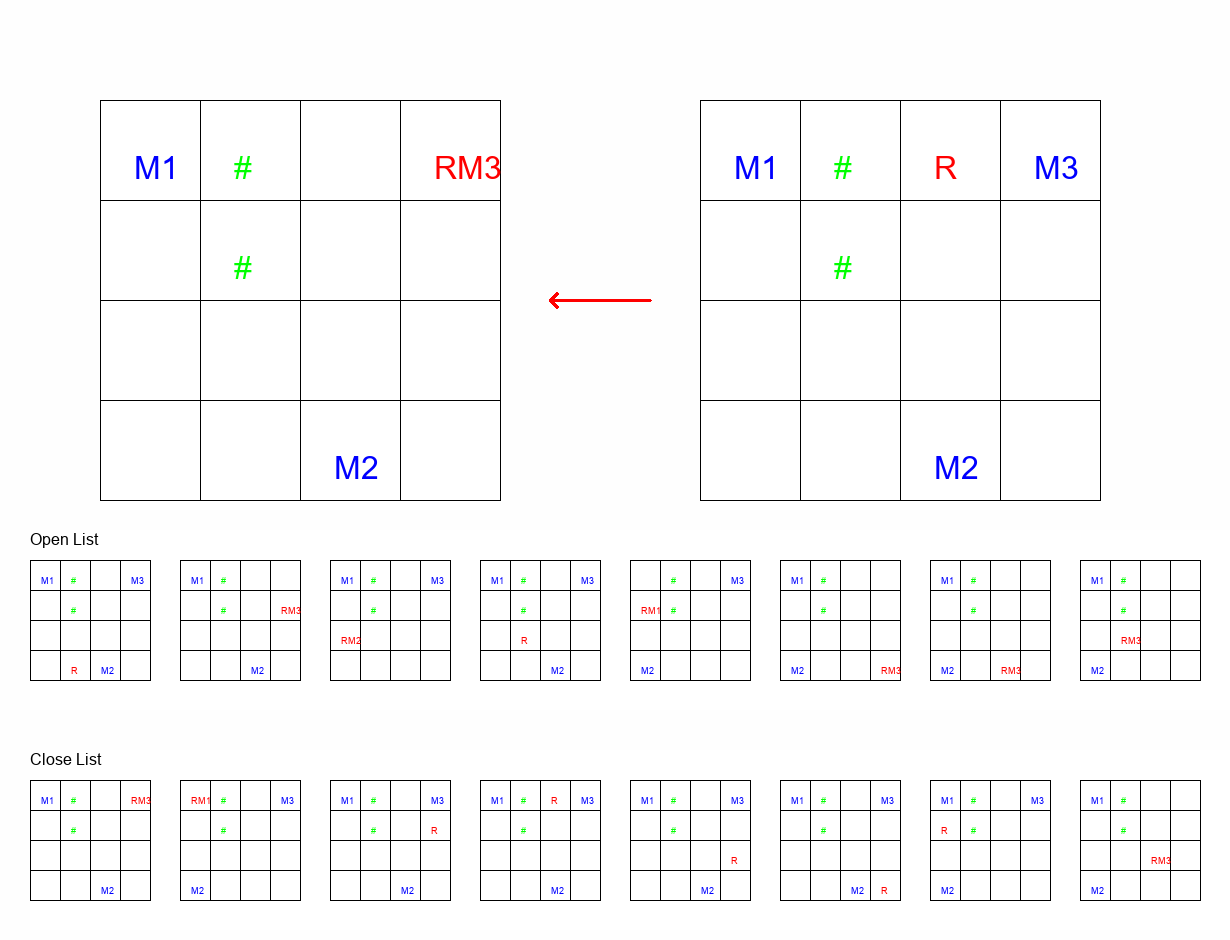 M1 # RM3 M1 # R M3
# #
M2 M2
Open List
M1 # M3 M1 # M1 # M3 M1 # M3 # M3 M1 # M1 # M1 #
# # RM3 # # RM1 # # # #
RM2 R RM3
R M2 M2 M2 M2 M2 RM3 M2 RM3 M2
Close List
M1 # RM3 RM1 # M3 M1 # M3 M1 # R M3 M1 # M3 M1 # M3 M1 # M3 M1 #
# # # R # # # R # #
R RM3
M2 M2 M2 M2 M2 M2 R M2 M2